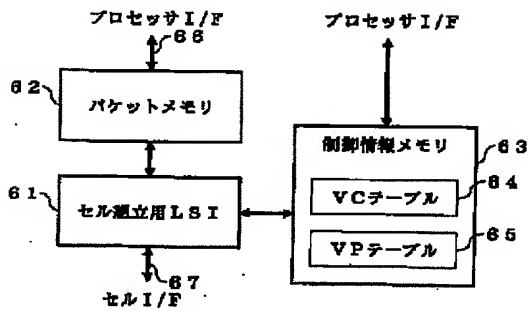 プロセッサI/F
66
プロセッサI/F
62
パケットメモリ
制御情報メモリ
63
61
セル組立用LSI
VCテーブル
64
VPテーブル
65
67
セルI/F